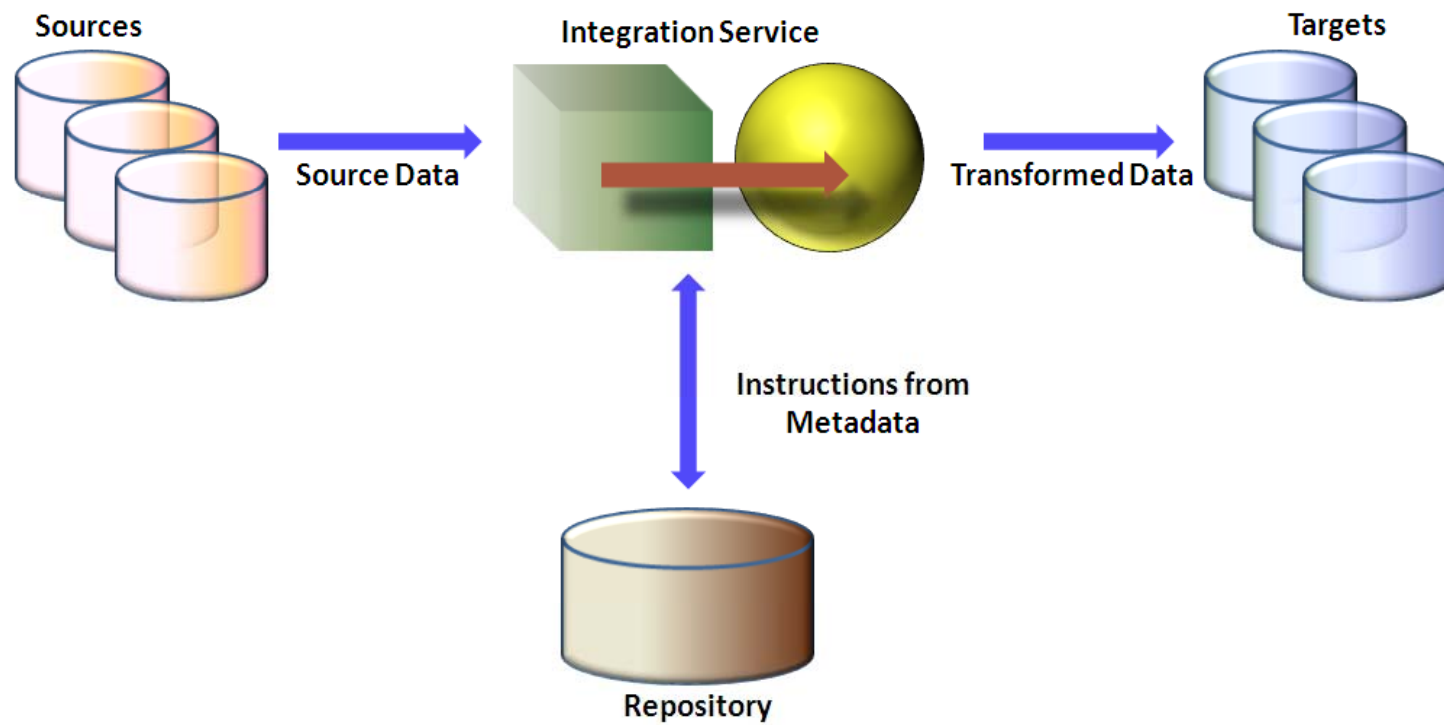 Sources
Integration Service
Targets
Source Data
Transformed Data
Instructions from
Metadata
Repository